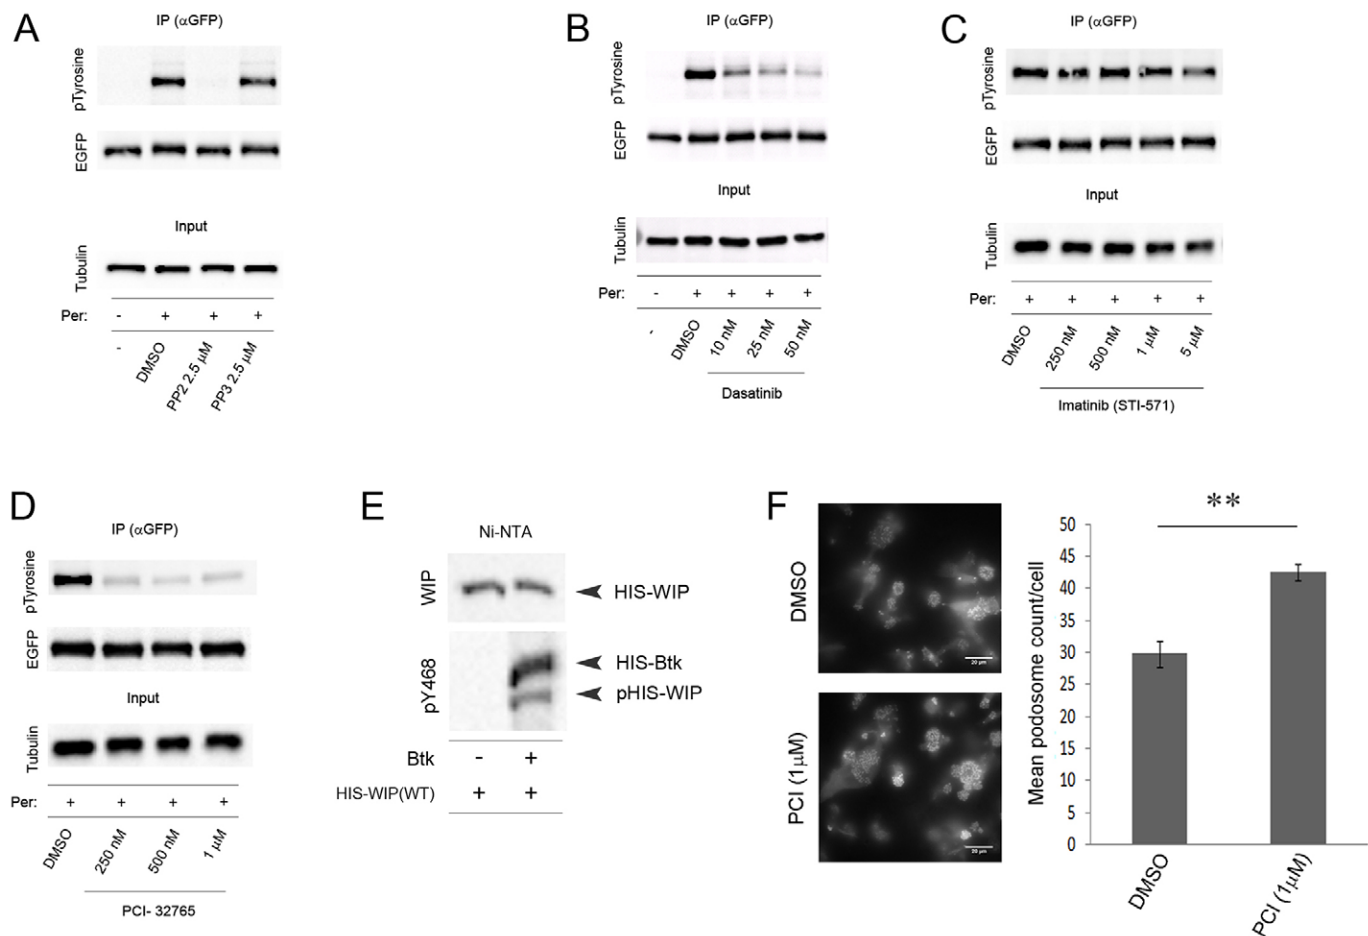 A
IP (αGFP)
pTyrosine
EGFP
Input
Tubulin
Per: - + + +
- DMSO PP2 2.5 μM PP3 2.5 μM
B
IP (αGFP)
pTyrosine
EGFP
Input
Tubulin
Per: - + + + +
- DMSO 10 nM 25 nM 50 nM
Dasatinib
C
IP (αGFP)
pTyrosine
EGFP
Input
Tubulin
Per: + + + + +
DMSO 250 nM 500 nM 1 μM 5 μM
Imatinib (STI-571)
D
IP (αGFP)
pTyrosine
EGFP
Input
Tubulin
Per: + + + +
DMSO 250 nM 500 nM 1 μM
PCI- 32765
E
Ni-NTA
WIP
HIS-WIP
pY468
HIS-Btk
pHIS-WIP
Btk - +
HIS-WIP(WT) + +
F
DMSO
20 μm
PCI (1μM)
20 μm
**
Mean podosome count/cell
50
45
40
35
30
25
20
15
10
5
0
DMSO PCI (1μM)